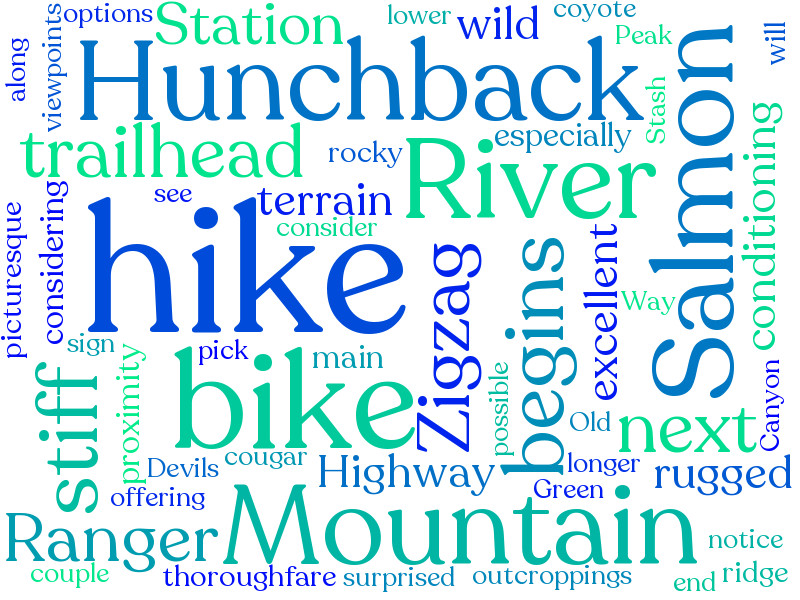 options
Station
lower
wild
coyote
Peak
will
along
viewpoints
Hunchback
Salmon
Stash
trailhead
rocky
River
especially
conditioning
see
terrain
consider
picturesque
considering
hike
Zigzag
begins
excellent
Way
sign
pick
main
bike
possible
Old
next
Canyon
stiff
proximity
Devils
cougar
Highway
longer
rugged
offering
Green
Ranger
Mountain
notice
couple
thoroughfare
surprised
outcroppings
end
ridge